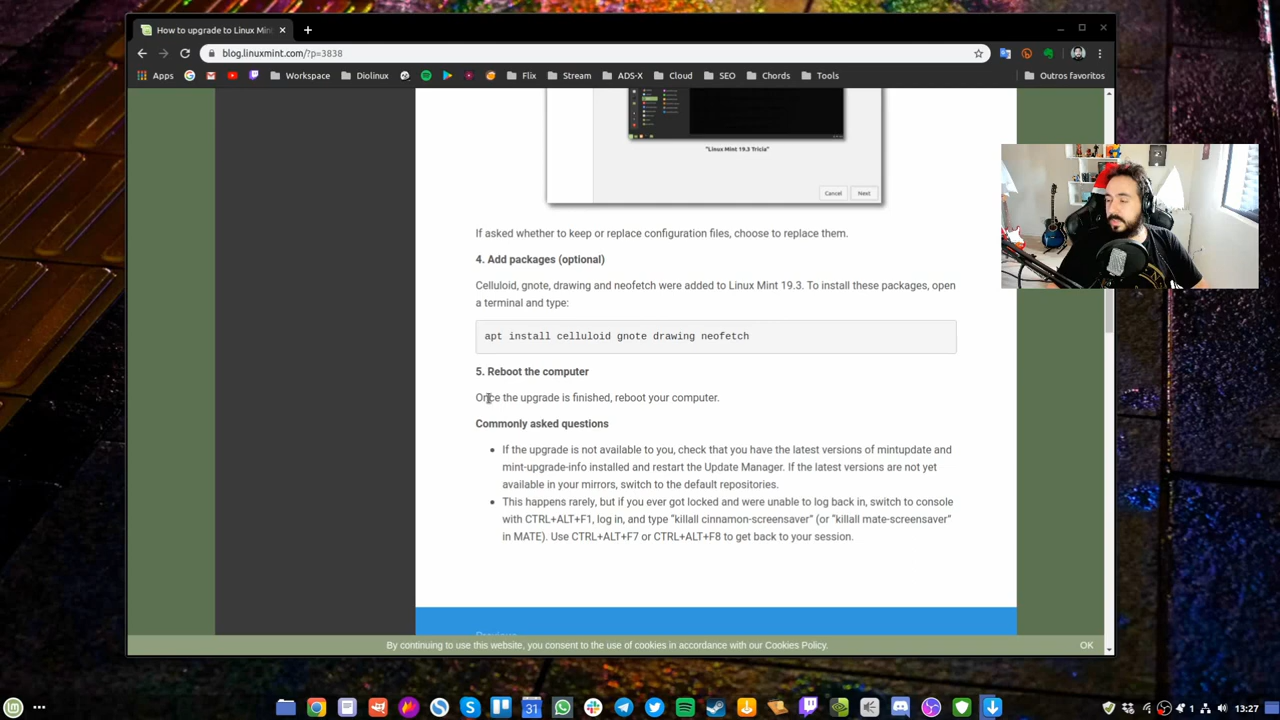 How to upgrade to Linux Min
blog.linuxmint.com/?p=3838
Apps
Workspace
Diolinux
Flix
Stream
ADS-X
Cloud
SEO
Chords
Tools
Outros favoritos
"Linux Mint 19.3 Tricia"
Cancel
Next
If asked whether to keep or replace configuration files, choose to replace them.
4. Add packages (optional)
Celluloid, gnote, drawing and neofetch were added to Linux Mint 19.3. To install these packages, open
a terminal and type:
apt install celluloid gnote drawing neofetch
5. Reboot the computer
Once the upgrade is finished, reboot your computer.
Commonly asked questions
If the upgrade is not available to you, check that you have the latest versions of mintupdate and
mint-upgrade-info installed and restart the Update Manager. If the latest versions are not yet
available in your mirrors, switch to the default repositories.
This happens rarely, but if you ever got locked and were unable to log back in, switch to console
with CTRL+ALT+F1, log in, and type “killall cinnamon-screensaver” (or “killall mate-screensaver”
in MATE). Use CTRL+ALT+F7 or CTRL+ALT+F8 to get back to your session.
By continuing to use this website, you consent to the use of cookies in accordance with our Cookies Policy.
OK
31
1
13:27